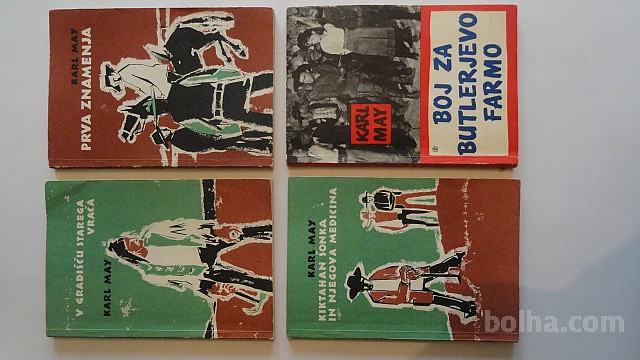 KARL MAY
PRVA ZNAMENJA
KARL
MAY
BOJ ZA
BUTLERJEVO
FARMO
V GRADIŠČU STAREGA
VRAČA
KARL MAY
KARL MAY
KIKTAHAN SONKA
IN NJEGOVA MEDICINA
bolha.com